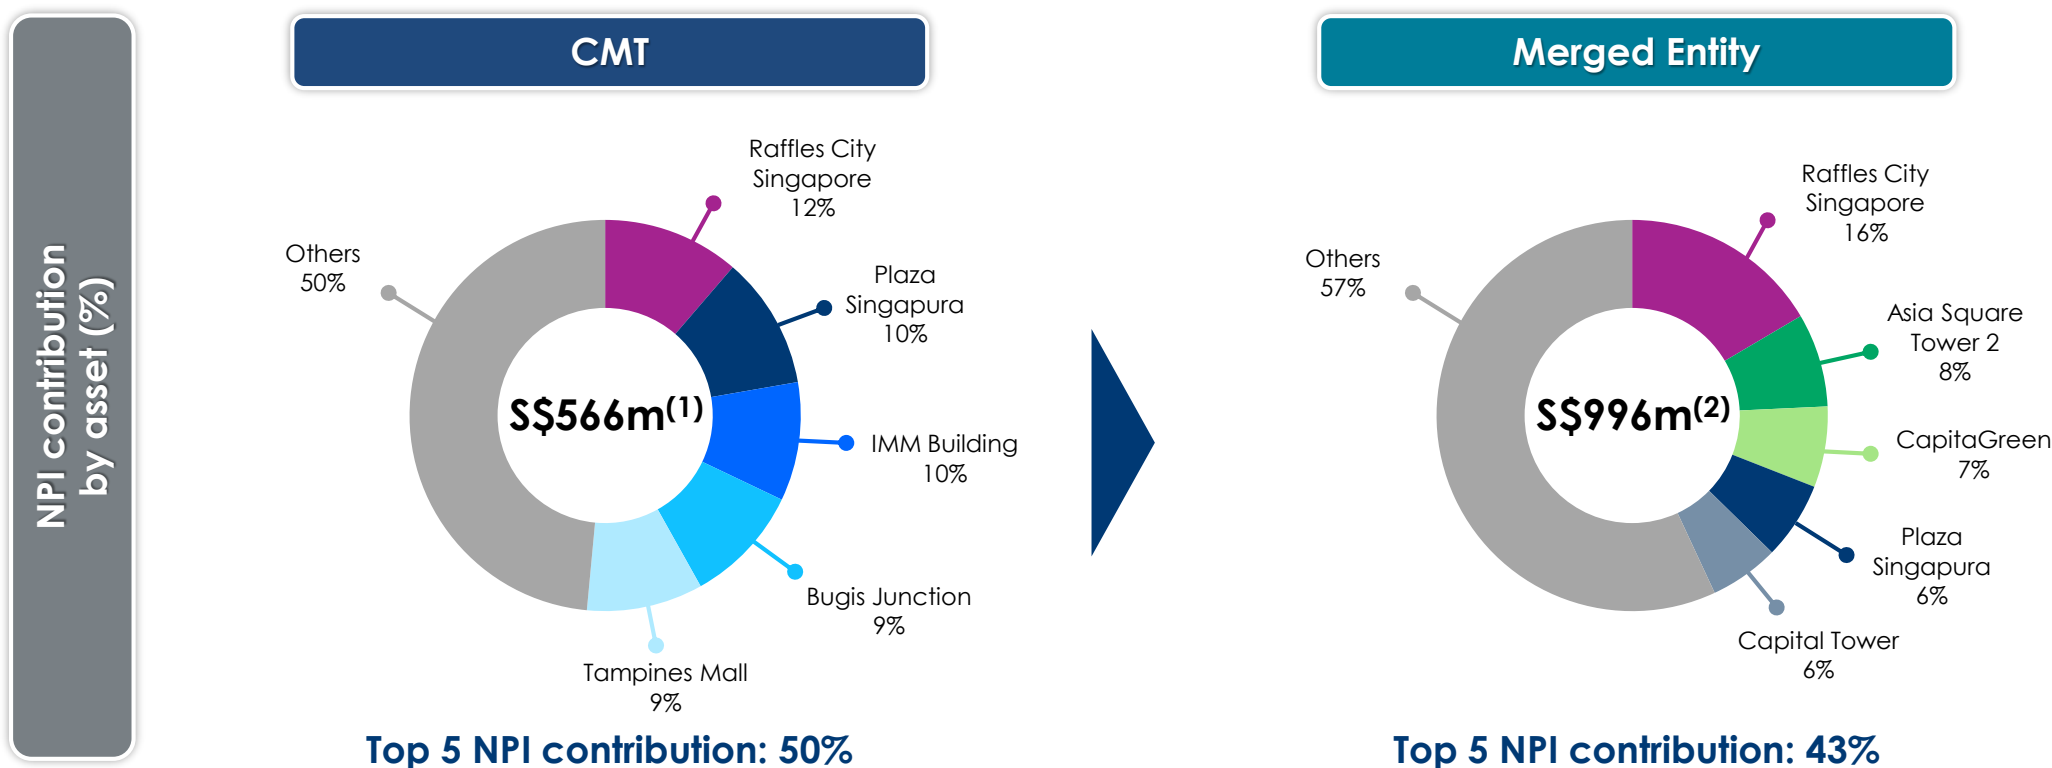 NPI contribution
by asset (%)
CMT
Raffles City
Singapore
12%
Plaza
Singapura
10%
IMM Building
10%
Bugis Junction
9%
Tampines Mall
9%
Others
50%
S$566m(1)
Top 5 NPI contribution: 50%
Merged Entity
Raffles City
Singapore
16%
Asia Square
Tower 2
8%
CapitaGreen
7%
Plaza
Singapura
6%
Capital Tower
6%
Others
57%
S$996m(2)
Top 5 NPI contribution: 43%